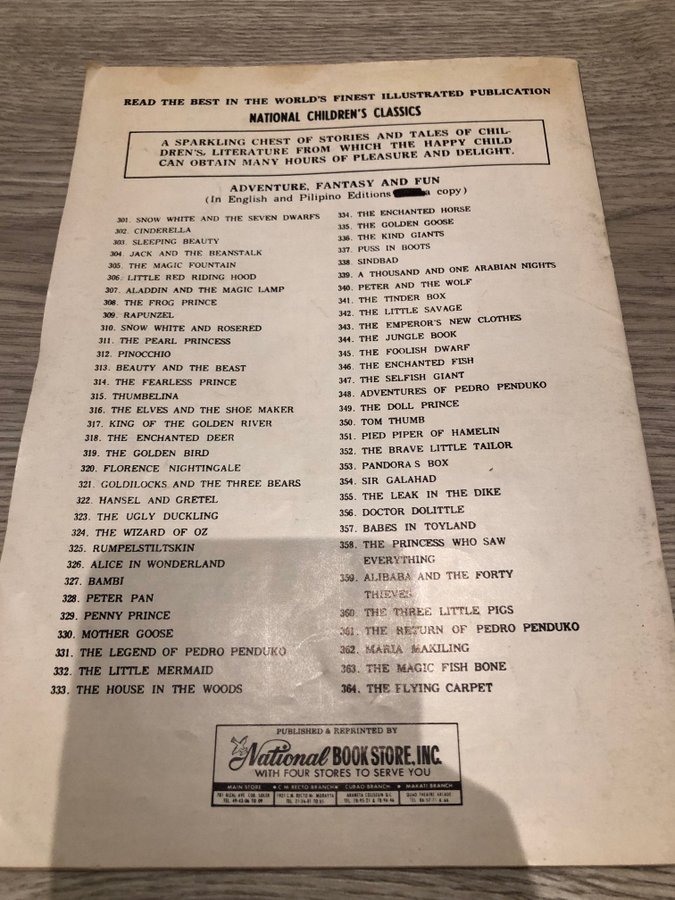 READ THE BEST IN THE WORLD'S FINEST ILLUSTRATED PUBLICATION
NATIONAL CHILDREN'S CLASSICS
A SPARKLING CHEST OF STORIES AND TALES OF CHIL-
DREN'S, LITERATURE FROM WHICH THE HAPPY CHILD
CAN OBTAIN MANY HOURS OF PLEASURE AND DELIGHT.
ADVENTURE, FANTASY AND FUN
(In English and Pilipino Editions a copy)
301. SNOW WHITE AND THE SEVEN DWARFS
302. CINDERELLA
303. SLEEPING BEAUTY
304. JACK AND THE BEANSTALK
305. THE MAGIC FOUNTAIN
306. LITTLE RED RIDING HOOD
307. ALADDIN AND THE MAGIC LAMP
308. THE FROG PRINCE
309. RAPUNZEL
310. SNOW WHITE AND ROSERED
311. THE PEARL PRINCESS
312. PINOCCHIO
313. BEAUTY AND THE BEAST
314. THE FEARLESS PRINCE
315. THUMBELINA
316. THE ELVES AND THE SHOE MAKER
317. KING OF THE GOLDEN RIVER
318. THE ENCHANTED DEER
319. THE GOLDEN BIRD
320. FLORENCE NIGHTINGALE
321. GOLDILOCKS AND THE THREE BEARS
322. HANSEL AND GRETEL
323. THE UGLY DUCKLING
324. THE WIZARD OF OZ
325. RUMPELSTILTSKIN
326. ALICE IN WONDERLAND
327. BAMBI
328. PETER PAN
329. PENNY PRINCE
330. MOTHER GOOSE
331. THE LEGEND OF PEDRO PENDUKO
332. THE LITTLE MERMAID
333. THE HOUSE IN THE WOODS
334. THE ENCHANTED HORSE
335. THE GOLDEN GOOSE
336. THE KIND GIANTS
337. PUSS IN BOOTS
338. SINDBAD
339. A THOUSAND AND ONE ARABIAN NIGHTS
340. PETER AND THE WOLF
341. THE TINDER BOX
342. THE LITTLE SAVAGE
343. THE EMPEROR'S NEW CLOTHES
344. THE JUNGLE BOOK
345. THE FOOLISH DWARF
346. THE ENCHANTED FISH
347. THE SELFISH GIANT
348. ADVENTURES OF PEDRO PENDUKO
349. THE DOLL PRINCE
350. TOM THUMB
351. PIED PIPER OF HAMELIN
352. THE BRAVE LITTLE TAILOR
353. PANDORA S BOX
354. SIR GALAHAD
355. THE LEAK IN THE DIKE
356. DOCTOR DOLITTLE
357. BABES IN TOYLAND
358. THE PRINCESS WHO SAW
EVERYTHING
359. ALIBABA AND THE FORTY
THIEVES
360. THE THREE LITTLE PIGS
361. THE RETURN OF PEDRO PENDUKO
362. MARIA MAKILING
363. THE MAGIC FISH BONE
364. THE FLYING CARPET
PUBLISHED & REPRINTED BY
National BOOK STORE, INC.
WITH FOUR STORES TO SERVE YOU
MAIN STORE
C M RECTO BRANCH
CUBAO BRANCH
MAKATI BRANCH